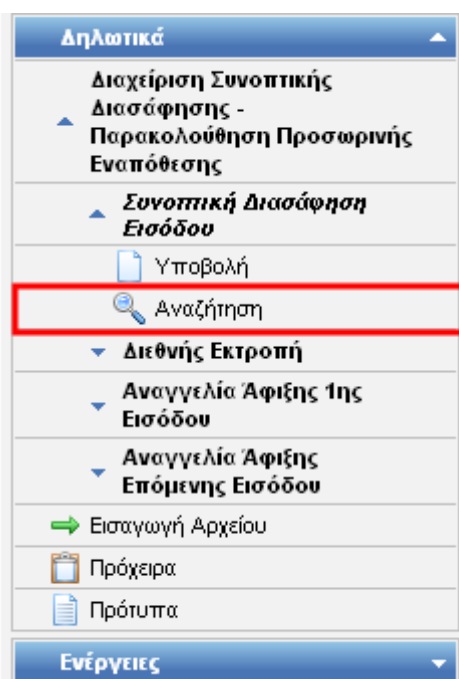 Δηλωτικά
Διαχείριση Συνοπτικής
Διασάφησης -
Παρακολούθηση Προσωρινής
Εναπόθεσης
Συνοπτική Διασάφηση
Εισόδου
Υποβολή
Αναζήτηση
Διεθνής Εκτροπή
Αναγγελία Άφιξης 1ης
Εισόδου
Αναγγελία Άφιξης
Επόμενης Εισόδου
Εισαγωγή Αρχείου
Πρόχειρα
Πρότυπα
Ενέργειες